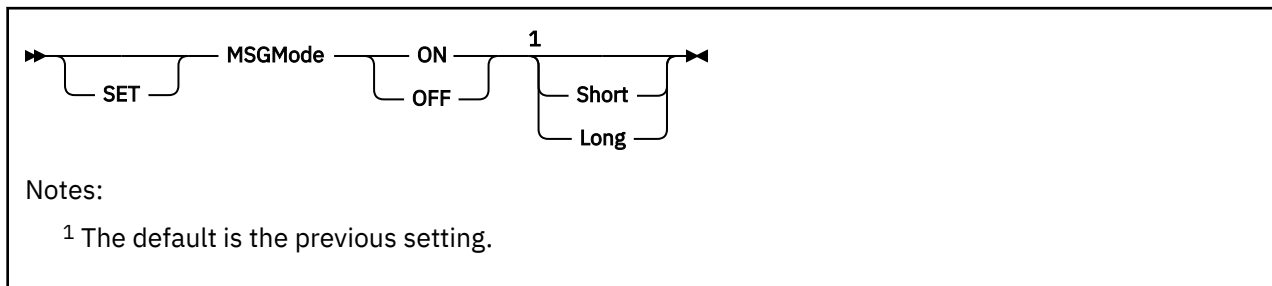 1
MSGMode ON
SET OFF Short
Long
Notes:
1 The default is the previous setting.